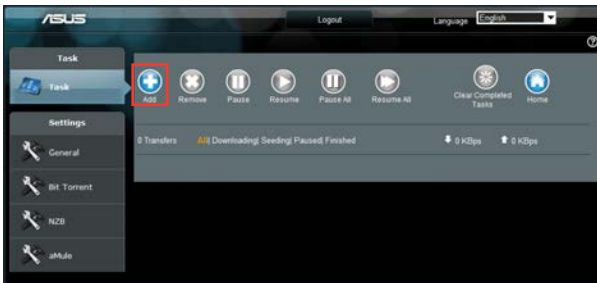 ASUS
Logout
Language English
Task
Task
Add Remove Pause Resume Pause All Resume All Clear Completed Tasks Home
Settings
General
Bit Torrent
NZB
aMule
0 Transfers All| Downloading| Seeding| Paused| Finished 0 KBps 0 KBps